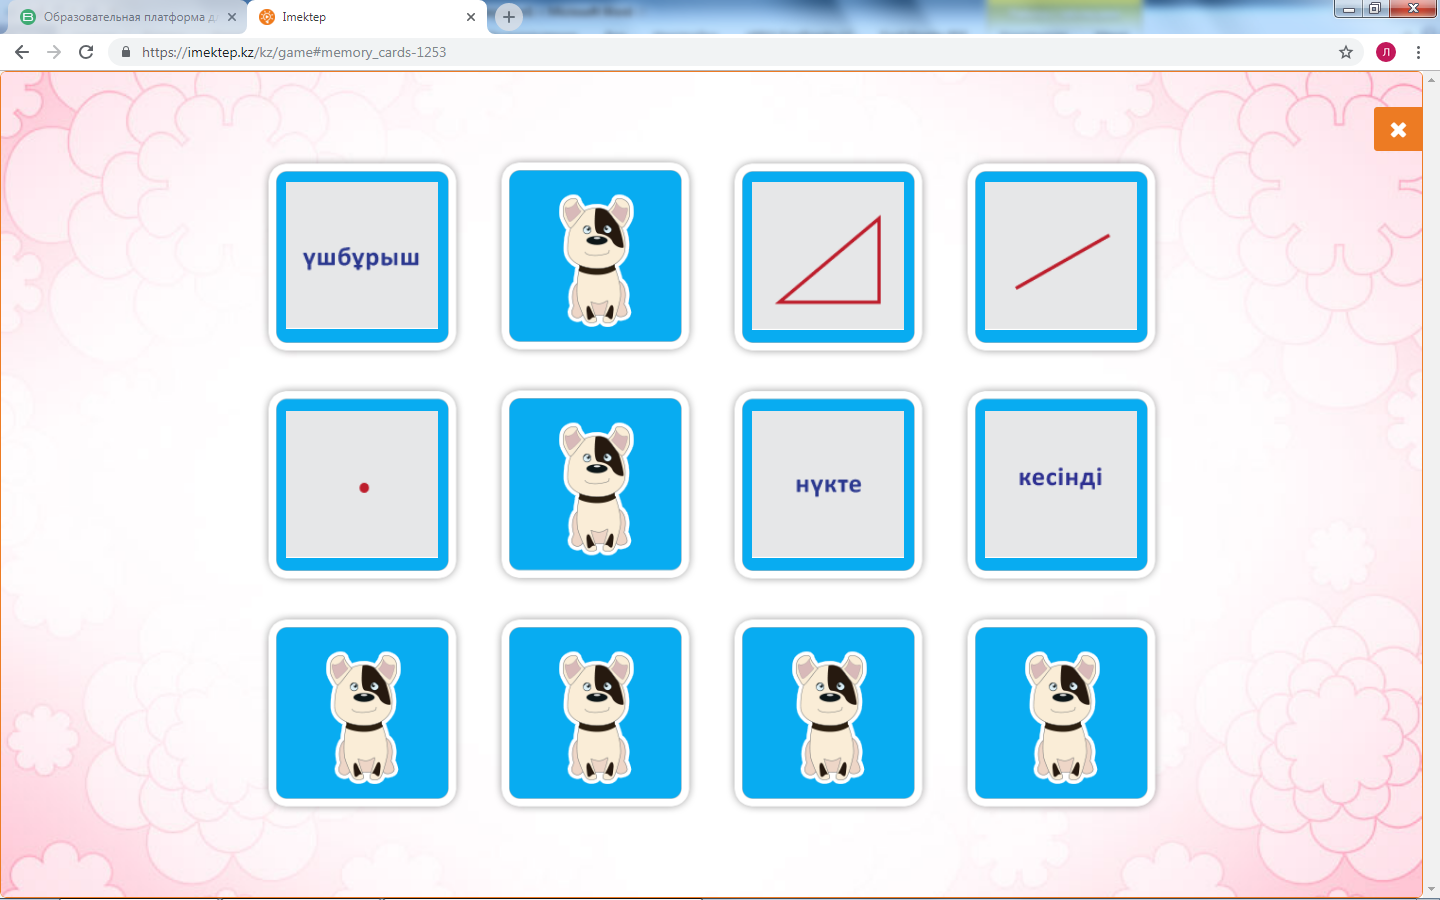 Образовательная платформа д
Imektep
https://imektep.kz/kz/game#memory_cards-1253
Л
үшбұрыш
нүкте
кесінді